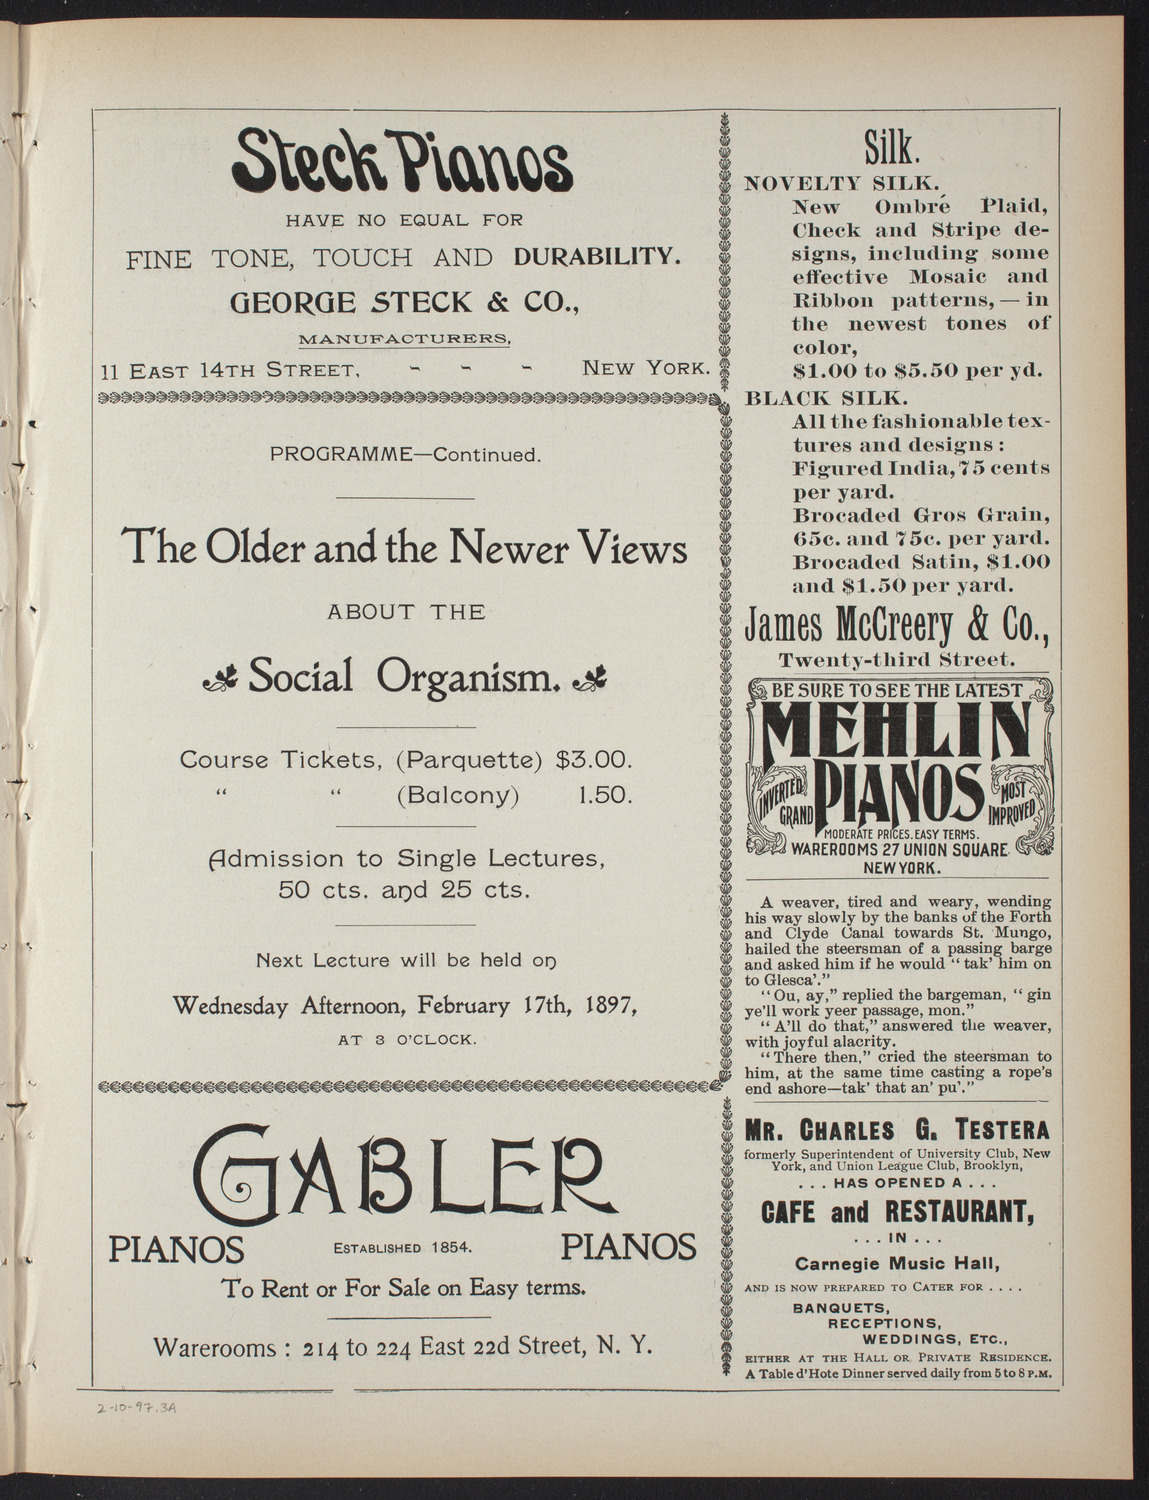 Steck Pianos
HAVE NO EQUAL FOR
FINE TONE, TOUCH AND DURABILITY.
GEORGE STECK & CO.,
MANUFACTURERS,
11 EAST 14TH STREET, - - - NEW YORK.
PROGRAMME—Continued.
The Older and the Newer Views
ABOUT THE
Social Organism.
Course Tickets, (Parquette) $3.00.
" " (Balcony) 1.50.
Admission to Single Lectures,
50 cts. and 25 cts.
Next Lecture will be held on
Wednesday Afternoon, February 17th, 1897,
AT 3 O'CLOCK.
GABLER
PIANOS ESTABLISHED 1854. PIANOS
To Rent or For Sale on Easy terms.
Warerooms : 214 to 224 East 22d Street, N. Y.
Silk.
NOVELTY SILK.
New Ombré Plaid,
Check and Stripe de-
signs, including some
effective Mosaic and
Ribbon patterns, — in
the newest tones of
color,
$1.00 to $5.50 per yd.
BLACK SILK.
All the fashionable tex-
tures and designs :
Figured India, 75 cents
per yard.
Brocaded Gros Grain,
65c. and 75c. per yard.
Brocaded Satin, $1.00
and $1.50 per yard.
James McCreery & Co.,
Twenty-third Street.
BE SURE TO SEE THE LATEST
MEHLIN
PIANOS
INVERTED GRAND
MOST IMPROVED
MODERATE PRICES. EASY TERMS.
WAREROOMS 27 UNION SQUARE
NEW YORK.
A weaver, tired and weary, wending
his way slowly by the banks of the Forth
and Clyde Canal towards St. Mungo,
hailed the steersman of a passing barge
and asked him if he would "tak' him on
to Glesca'."
"Ou, ay," replied the bargeman, "gin
ye'll work yeer passage, mon."
"A'll do that," answered the weaver,
with joyful alacrity.
"There then," cried the steersman to
him, at the same time casting a rope's
end ashore—tak' that an' pu'."
MR. CHARLES G. TESTERA
formerly Superintendent of University Club, New
York, and Union League Club, Brooklyn,
. . . HAS OPENED A . . .
CAFE and RESTAURANT,
. . . IN . . .
Carnegie Music Hall,
AND IS NOW PREPARED TO CATER FOR . . . .
BANQUETS,
RECEPTIONS,
WEDDINGS, ETC.,
EITHER AT THE HALL OR PRIVATE RESIDENCE.
A Table d'Hote Dinner served daily from 5 to 8 P.M.
2-10-97.3A